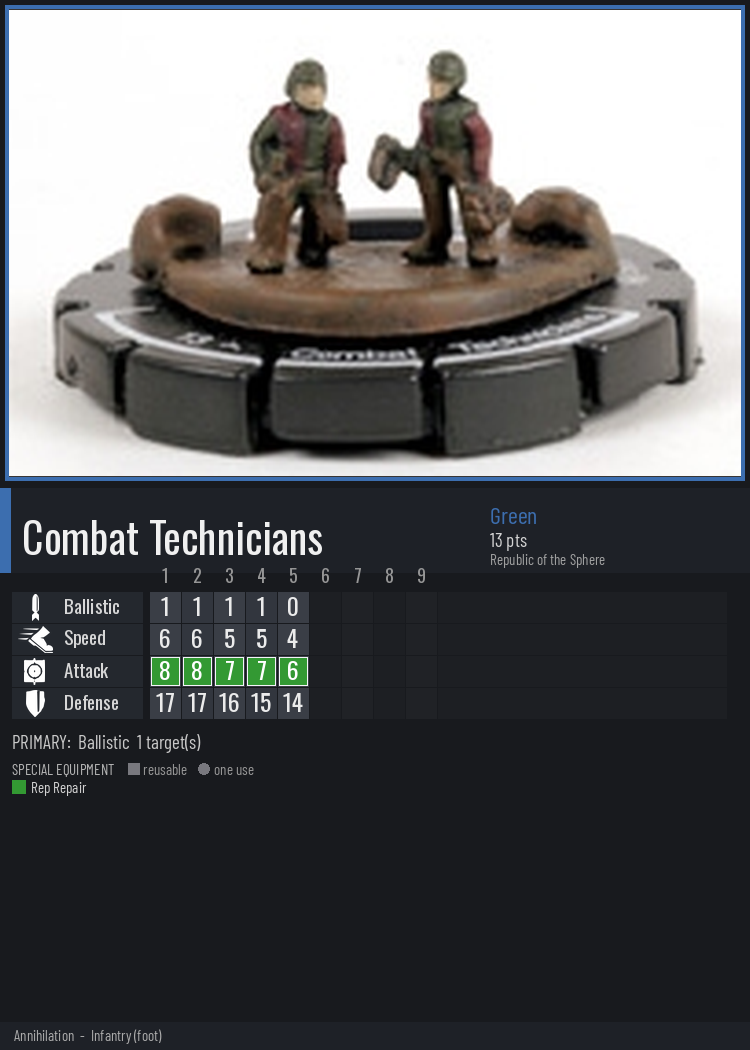 Combat Technicians
Combat Technicians
Green
13 pts
Republic of the Sphere
1 2 3 4 5 6 7 8 9
Ballistic 1 1 1 1 0
Speed 6 6 5 5 4
Attack 8 8 7 7 6
Defense 17 17 16 15 14
PRIMARY: Ballistic 1 target(s)
SPECIAL EQUIPMENT reusable one use
Rep Repair
Annihilation - Infantry (foot)